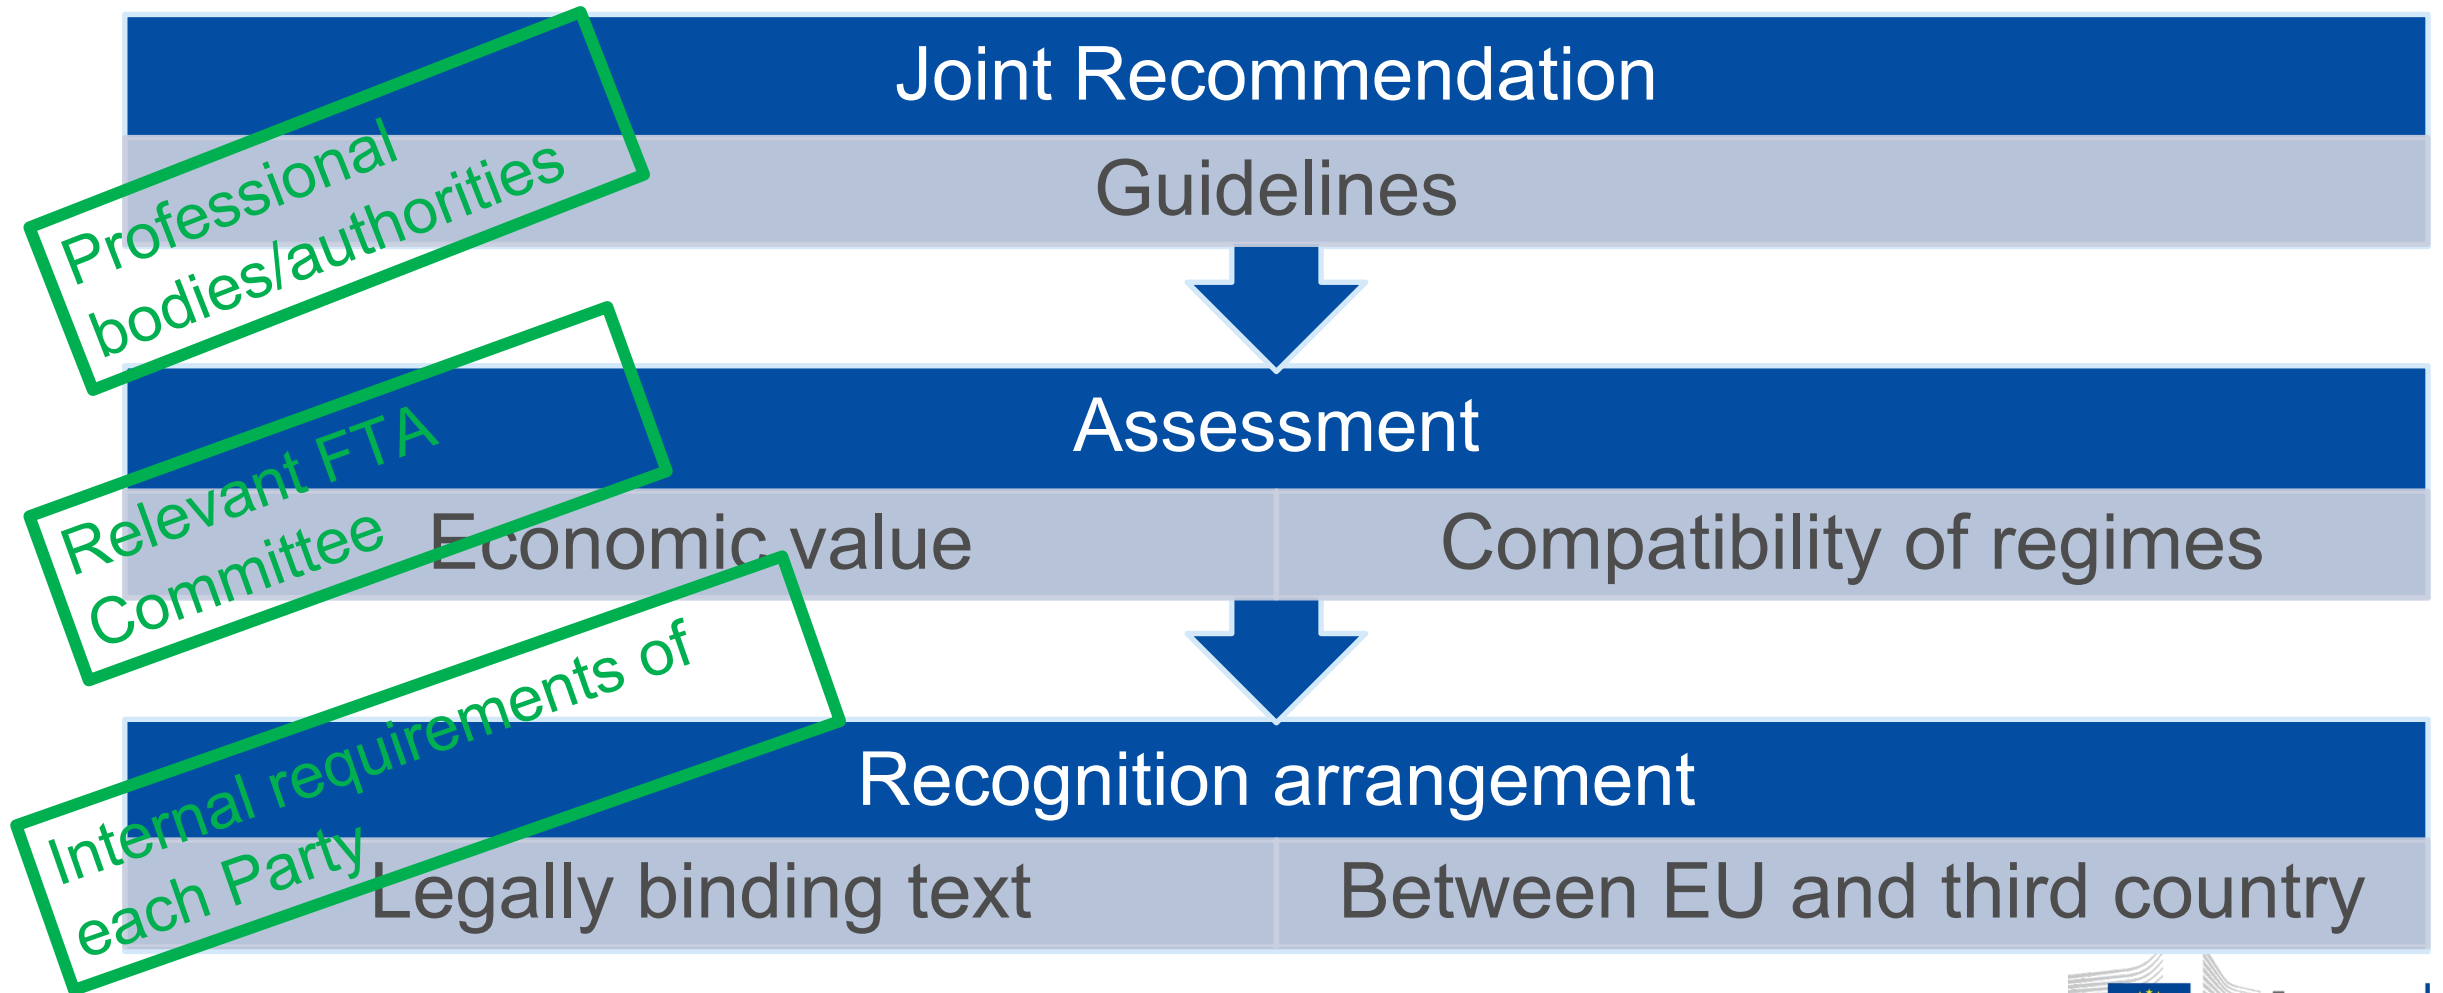 Joint Recommendation
Guidelines
Professional
bodies/authorities
Assessment
Economic value
Compatibility of regimes
Relevant FTA
Committee
Recognition arrangement
Legally binding text
Between EU and third country
Internal requirements of
each Party